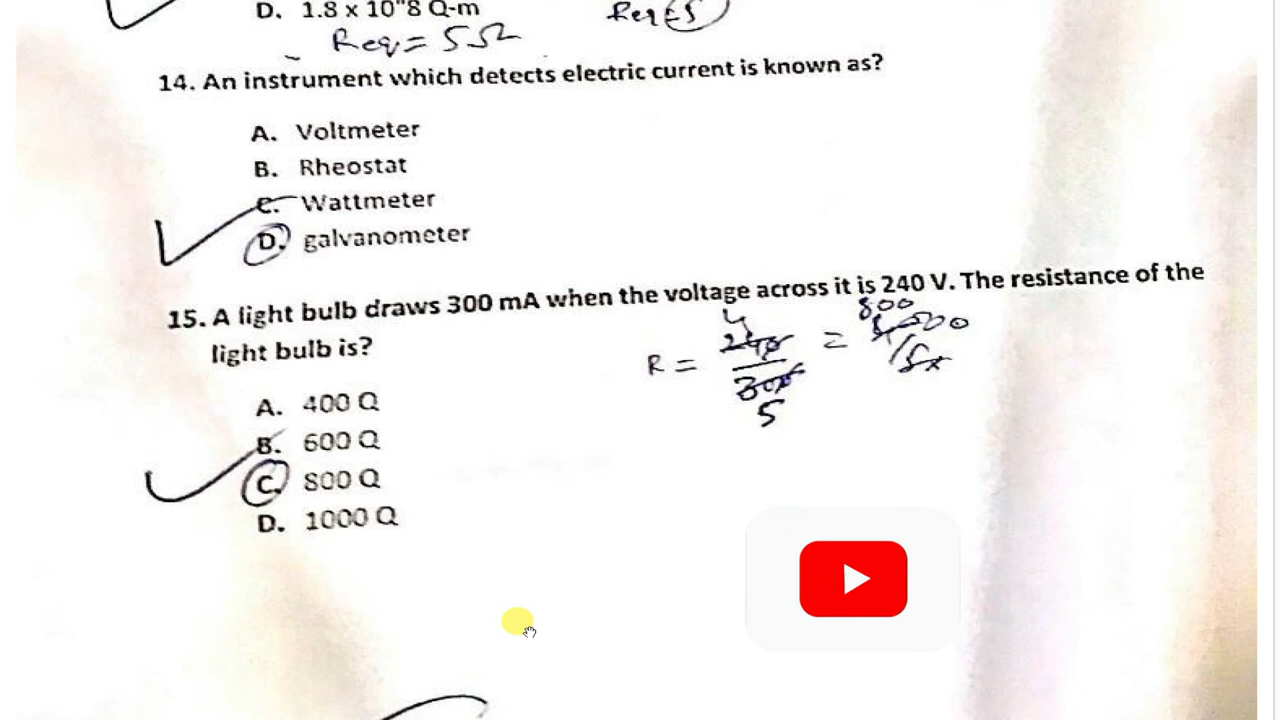 D. 1.8 x 10"8 Q-m
Req = 5Ω
14. An instrument which detects electric current is known as?
A. Voltmeter
B. Rheostat
C. Wattmeter
D. galvanometer
15. A light bulb draws 300 mA when the voltage across it is 240 V. The resistance of the
light bulb is?
R =
4
240
300
5
=
800
A. 400 Q
B. 600 Q
C. 800 Q
D. 1000 Q